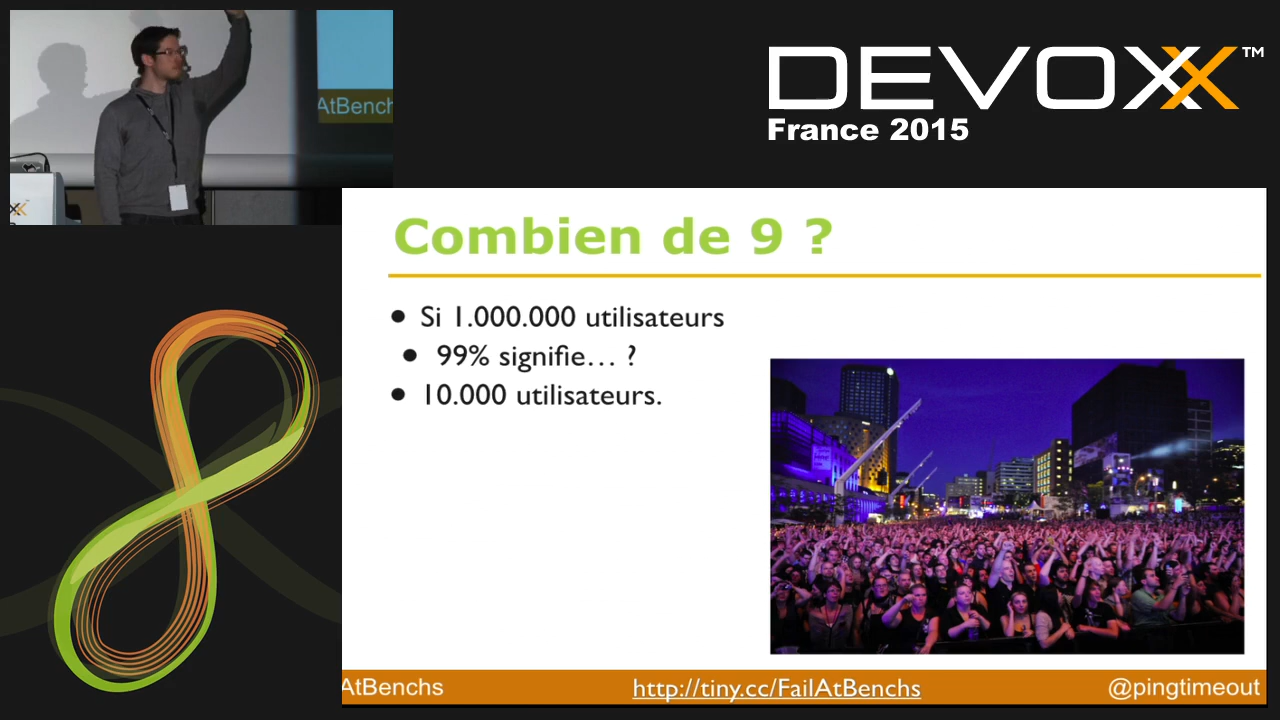 AtBench
DEVOXX™
France 2015
Combien de 9 ?
• Si 1.000.000 utilisateurs
• 99% signifie… ?
• 10.000 utilisateurs.
AtBenchs
http://tiny.cc/FailAtBenchs
@pingtimeout